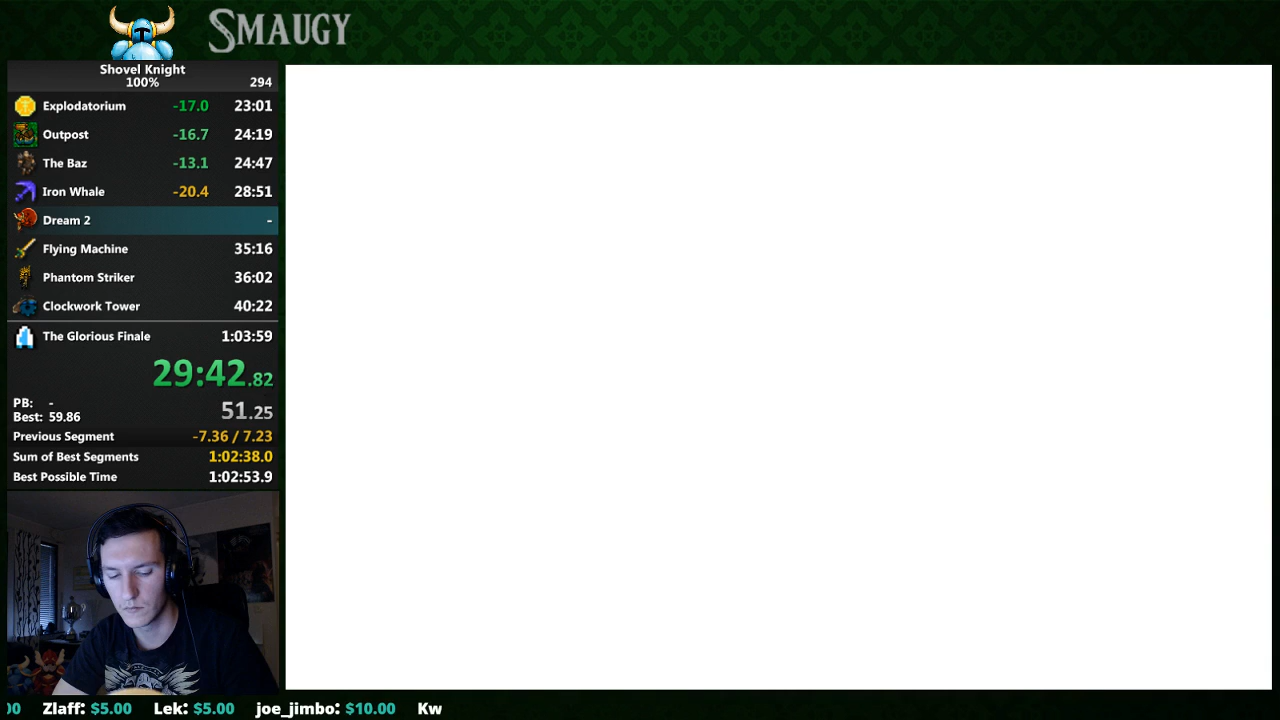 SMAUGY
Shovel Knight
100% 294
Explodatorium -17.0 23:01
Outpost -16.7 24:19
The Baz -13.1 24:47
Iron Whale -20.4 28:51
Dream 2 -
Flying Machine 35:16
Phantom Striker 36:02
Clockwork Tower 40:22
The Glorious Finale 1:03:59
29:42.82
PB: - 51.25
Best: 59.86
Previous Segment -7.36 / 7.23
Sum of Best Segments 1:02:38.0
Best Possible Time 1:02:53.9
00 Zlaff: $5.00 Lek: $5.00 joe_jimbo: $10.00 Kw